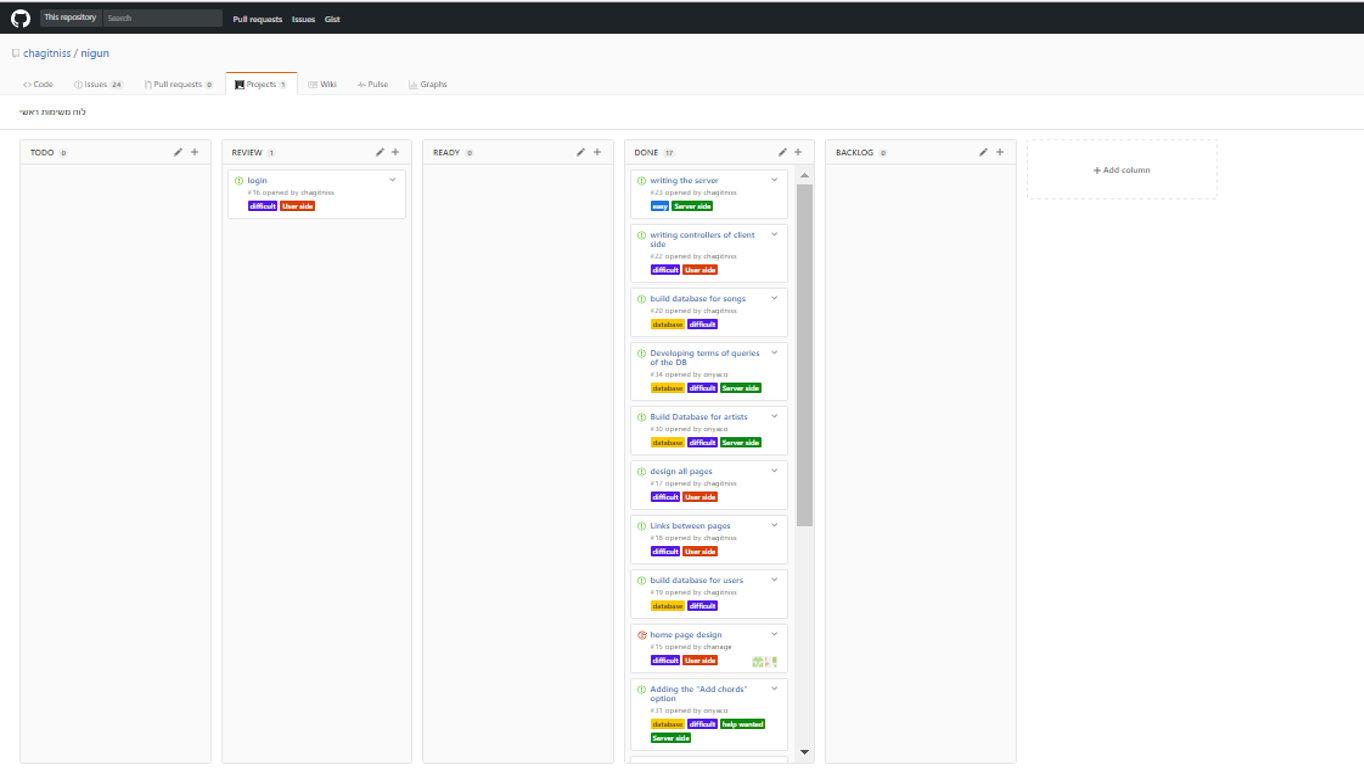 This repository Search Pull requests Issues Gist
chagitniss / nigun
Code Issues 24 Pull requests 0 Projects 1 Wiki Pulse Graphs
לוח משימות ראשי
TODO 0
REVIEW 1
login
#16 opened by chagitniss
difficult User side
READY 0
DONE 17
writing the server
#23 opened by chagitniss
easy Server side
writing controllers of client
side
#22 opened by chagitniss
difficult User side
build database for songs
#20 opened by chagitniss
database difficult
Developing terms of queries
of the DB
#34 opened by onyaco
database difficult Server side
Build Database for artists
#30 opened by onyaco
database difficult Server side
design all pages
#17 opened by chagitniss
difficult User side
Links between pages
#18 opened by chagitniss
difficult User side
build database for users
#19 opened by chagitniss
database difficult
home page design
#15 opened by chanage
difficult User side
Adding the "Add chords"
option
#31 opened by onyaco
database difficult help wanted
Server side
BACKLOG 0
+ Add column